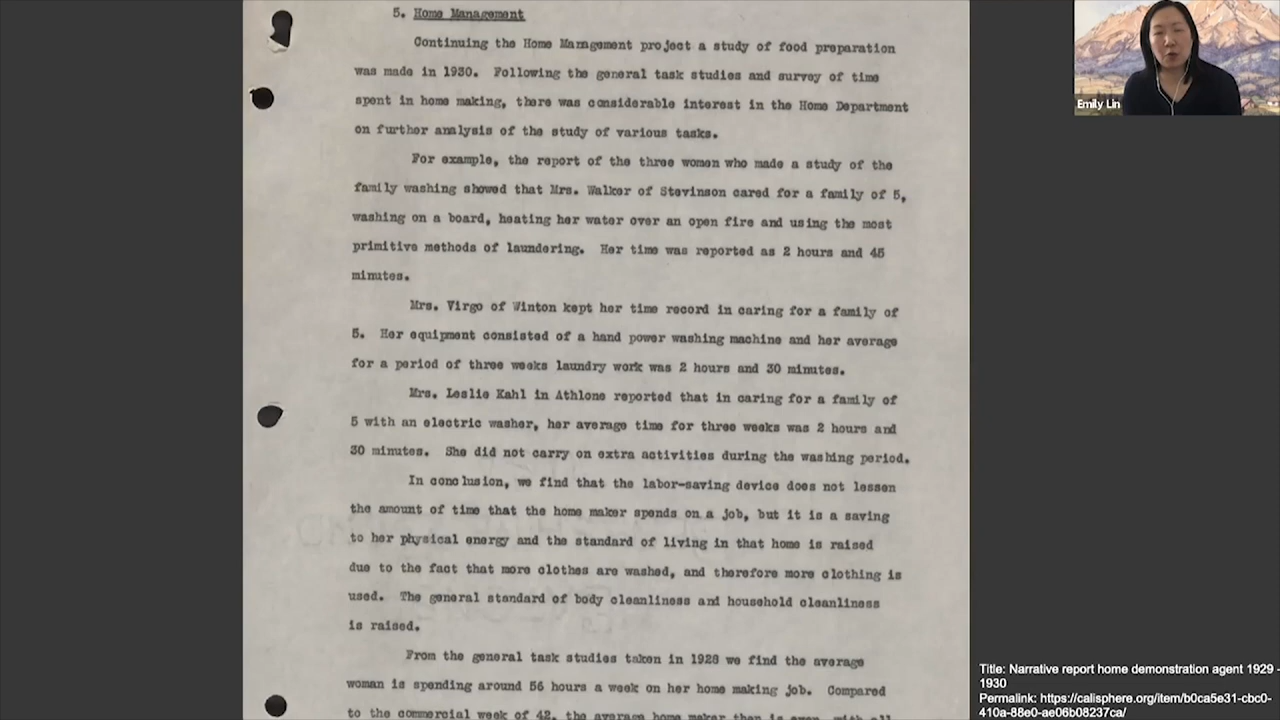 5. Home Management
Continuing the Home Management project a study of food preparation
was made in 1930. Following the general task studies and survey of time
spent in home making, there was considerable interest in the Home Department
on further analysis of the study of various tasks.
For example, the report of the three women who made a study of the
family washing showed that Mrs. Walker of Stevinson cared for a family of 5,
washing on a board, heating her water over an open fire and using the most
primitive methods of laundering. Her time was reported as 2 hours and 45
minutes.
Mrs. Virgo of Winton kept her time record in caring for a family of
5. Her equipment consisted of a hand power washing machine and her average
for a period of three weeks laundry work was 2 hours and 30 minutes.
Mrs. Leslie Kahl in Athlone reported that in caring for a family of
5 with an electric washer, her average time for three weeks was 2 hours and
30 minutes. She did not carry on extra activities during the washing period.
In conclusion, we find that the labor-saving device does not lessen
the amount of time that the home maker spends on a job, but it is a saving
to her physical energy and the standard of living in that home is raised
due to the fact that more clothes are washed, and therefore more clothing is
used. The general standard of body cleanliness and household cleanliness
is raised.
From the general task studies taken in 1928 we find the average
woman is spending around 56 hours a week on her home making job. Compared
to the commercial week of 42, the average home maker then is even, with all
Emily Lin
Title: Narrative report home demonstration agent 1929 -
1930
Permalink: https://calisphere.org/item/b0ca5e31-cbc0-
410a-88e0-ae06b08237ca/